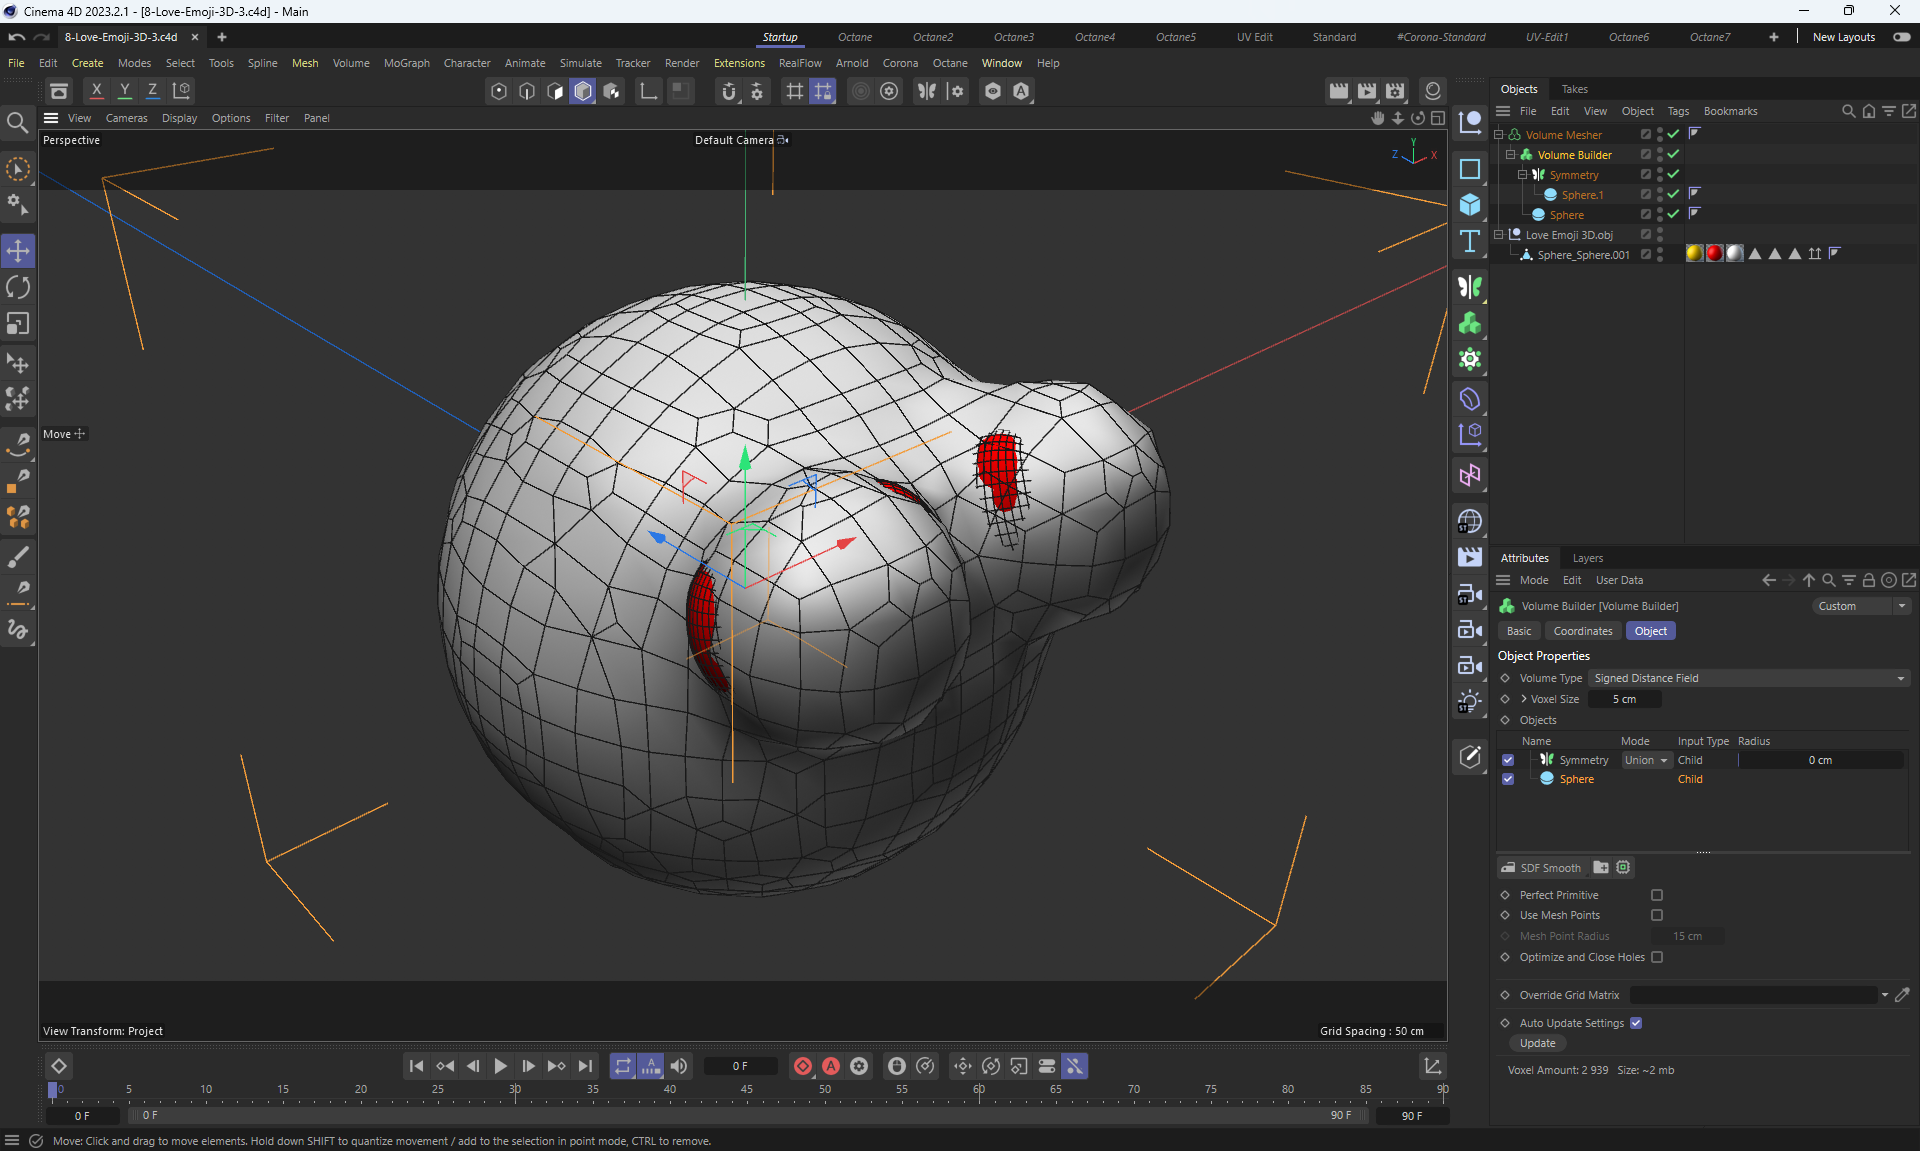 Cinema 4D 2023.2.1 - [8-Love-Emoji-3D-3.c4d] - Main
8-Love-Emoji-3D-3.c4d
Startup Octane Octane2 Octane3 Octane4 Octane5 UV Edit Standard #Corona-Standard UV-Edit1 Octane6 Octane7 New Layouts
File Edit Create Modes Select Tools Spline Mesh Volume MoGraph Character Animate Simulate Tracker Render Extensions RealFlow Arnold Corona Octane Window Help
X Y Z
View Cameras Display Options Filter Panel
Perspective
Default Camera
Y
Z
X
Move
View Transform: Project
Grid Spacing : 50 cm
Objects Takes
File Edit View Object Tags Bookmarks
Volume Mesher
Volume Builder
Symmetry
Sphere.1
Sphere
Love Emoji 3D.obj
Sphere_Sphere.001
Attributes Layers
Mode Edit User Data
Volume Builder [Volume Builder]
Custom
Basic Coordinates Object
Object Properties
Volume Type Signed Distance Field
Voxel Size 5 cm
Objects
Name Mode Input Type Radius
Symmetry Union Child 0 cm
Sphere Child
SDF Smooth
Perfect Primitive
Use Mesh Points
Mesh Point Radius 15 cm
Optimize and Close Holes
Override Grid Matrix
Auto Update Settings
Update
Voxel Amount: 2 939 Size: ~2 mb
0 F
0 5 10 15 20 25 30 35 40 45 50 55 60 65 70 75 80 85 90
0 F 0 F 90 F 90 F
Move: Click and drag to move elements. Hold down SHIFT to quantize movement / add to the selection in point mode, CTRL to remove.